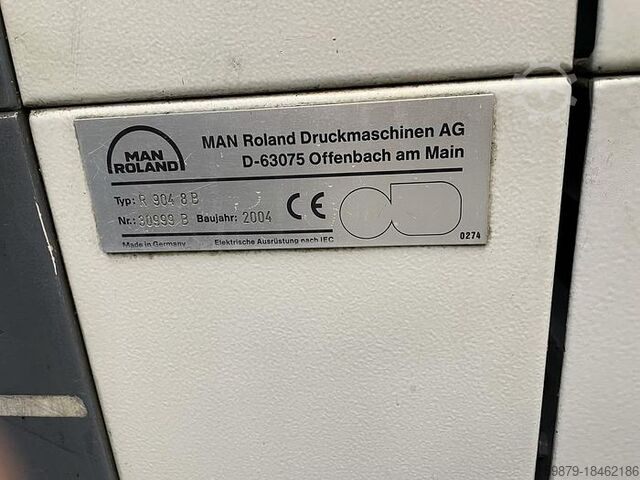 MAN
ROLAND
MAN Roland Druckmaschinen AG
D-63075 Offenbach am Main
Typ: R 904 8 B
Nr.: 30999 B Baujahr: 2004 CE
Made in Germany Elektrische Ausrüstung nach IEC 0274
9879-18462186